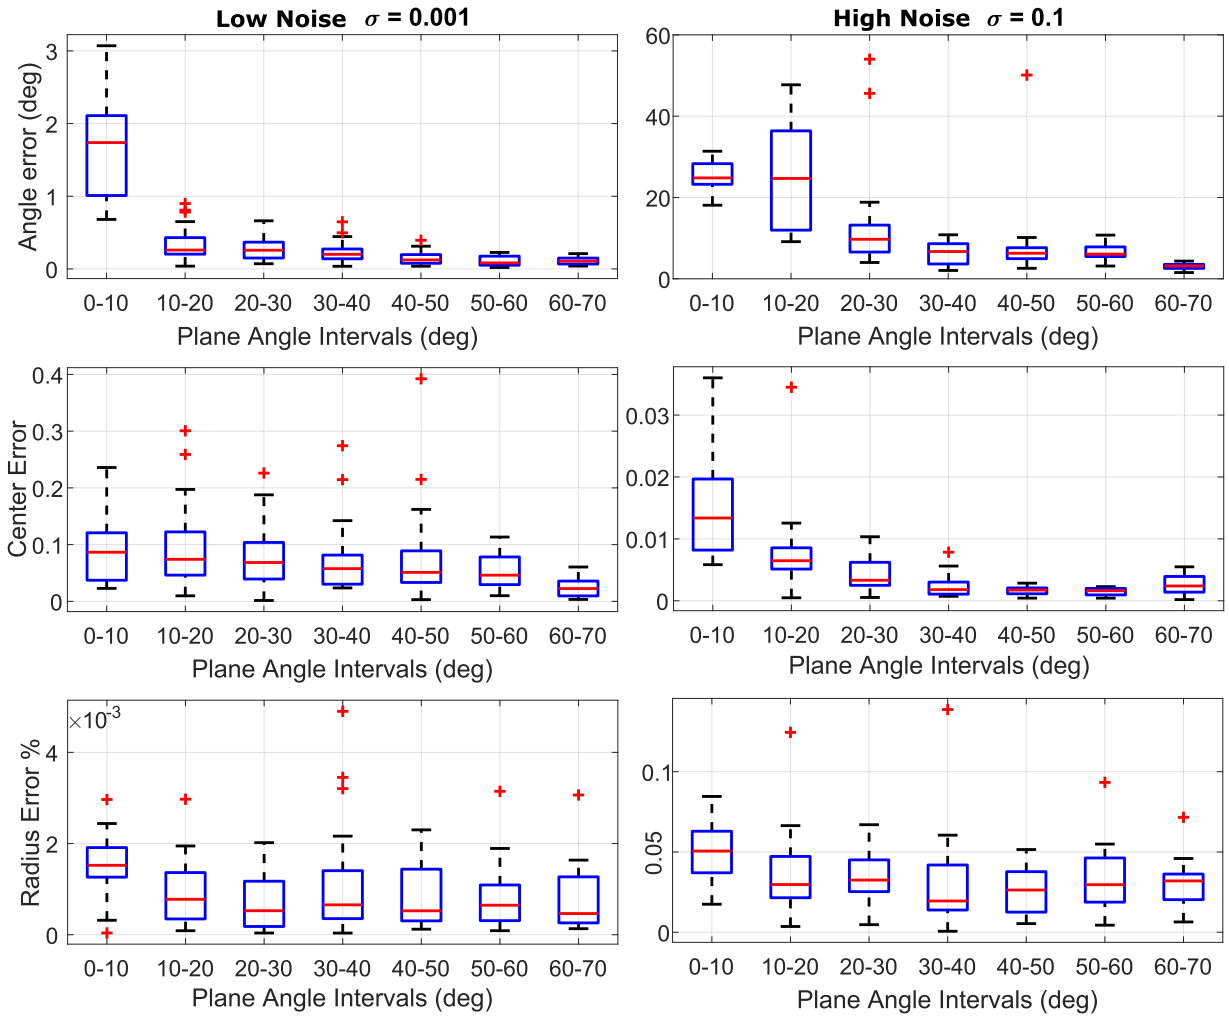 Low Noise σ = 0.001
High Noise σ = 0.1
Angle error (deg)
3
2
1
0
0-10 10-20 20-30 30-40 40-50 50-60 60-70
Plane Angle Intervals (deg)
60
40
20
0
0-10 10-20 20-30 30-40 40-50 50-60 60-70
Plane Angle Intervals (deg)
Center Error
0.4
0.3
0.2
0.1
0
0-10 10-20 20-30 30-40 40-50 50-60 60-70
Plane Angle Intervals (deg)
0.03
0.02
0.01
0
0-10 10-20 20-30 30-40 40-50 50-60 60-70
Plane Angle Intervals (deg)
Radius Error %
×10⁻³
4
2
0
0-10 10-20 20-30 30-40 40-50 50-60 60-70
Plane Angle Intervals (deg)
0.1
0.05
0
0-10 10-20 20-30 30-40 40-50 50-60 60-70
Plane Angle Intervals (deg)